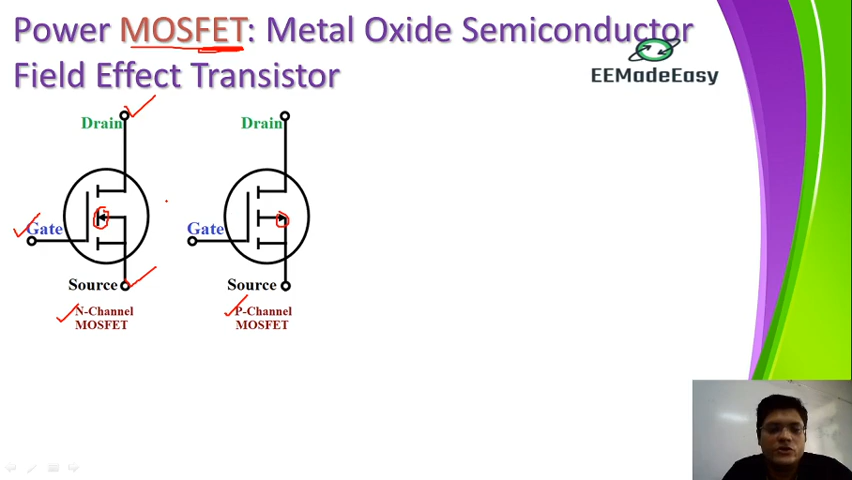 Power MOSFET: Metal Oxide Semiconductor
Field Effect Transistor
EEMadeEasy
Drain
Drain
Gate
Gate
Source
Source
N-Channel
MOSFET
P-Channel
MOSFET